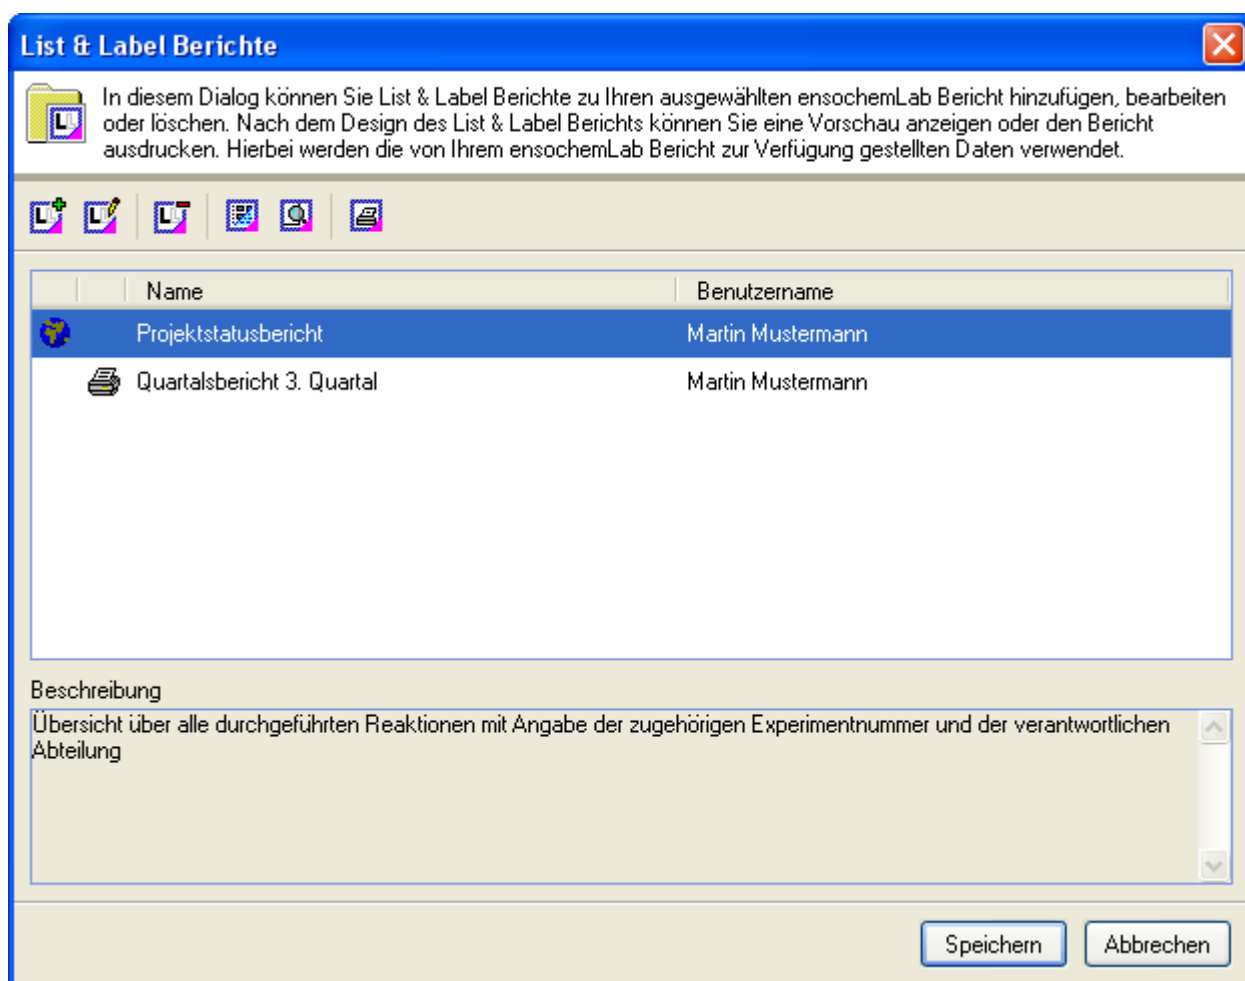 List & Label Berichte
In diesem Dialog können Sie List & Label Berichte zu Ihren ausgewählten ensochemLab Bericht hinzufügen, bearbeiten
oder löschen. Nach dem Design des List & Label Berichts können Sie eine Vorschau anzeigen oder den Bericht
ausdrucken. Hierbei werden die von Ihrem ensochemLab Bericht zur Verfügung gestellten Daten verwendet.
Name Benutzername
Projektstatusbericht Martin Mustermann
Quartalsbericht 3. Quartal Martin Mustermann
Beschreibung
Übersicht über alle durchgeführten Reaktionen mit Angabe der zugehörigen Experimentnummer und der verantwortlichen
Abteilung
Speichern Abbrechen